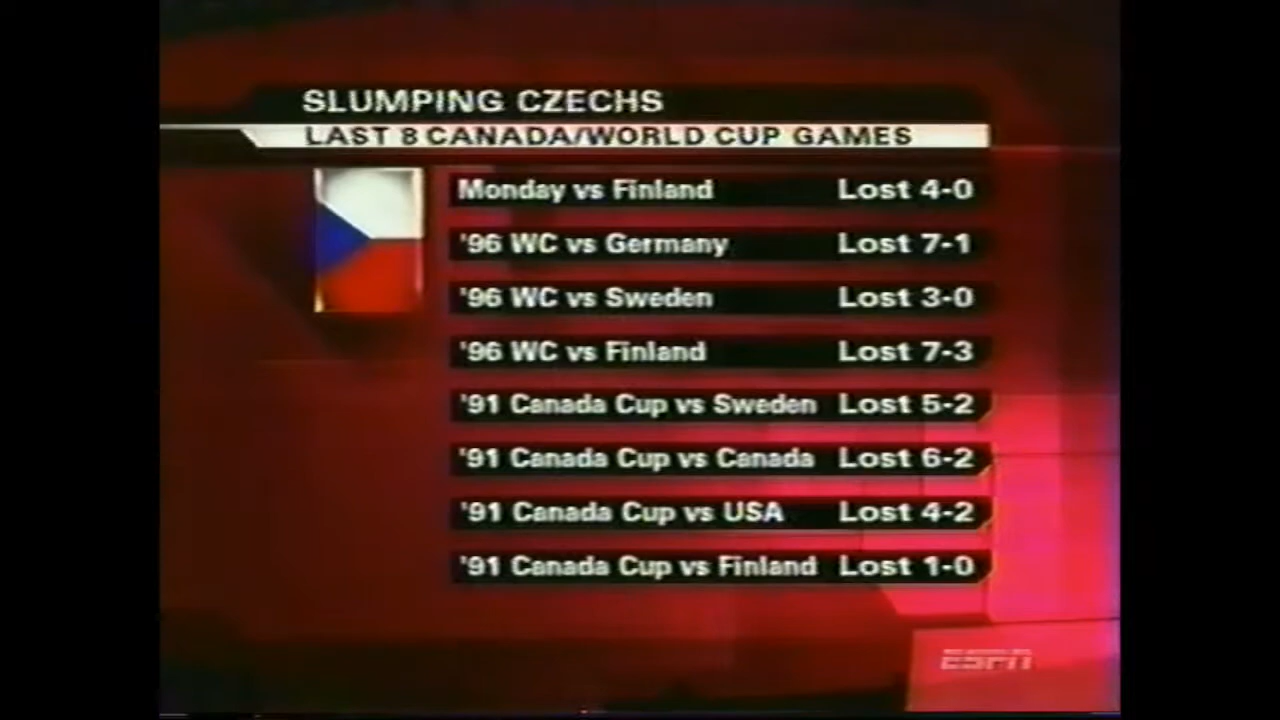 SLUMPING CZECHS
LAST 8 CANADA/WORLD CUP GAMES
Monday vs Finland Lost 4-0
'96 WC vs Germany Lost 7-1
'96 WC vs Sweden Lost 3-0
'96 WC vs Finland Lost 7-3
'91 Canada Cup vs Sweden Lost 5-2
'91 Canada Cup vs Canada Lost 6-2
'91 Canada Cup vs USA Lost 4-2
'91 Canada Cup vs Finland Lost 1-0
ESPN